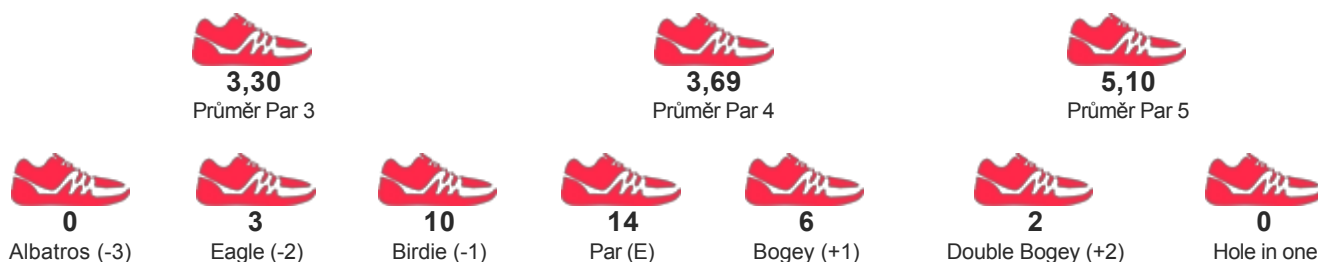 3,30 3,69 5,10
Průměr Par 3 Průměr Par 4 Průměr Par 5
0 3 10 14 6 2 0
Albatros (-3) Eagle (-2) Birdie (-1) Par (E) Bogey (+1) Double Bogey (+2) Hole in one